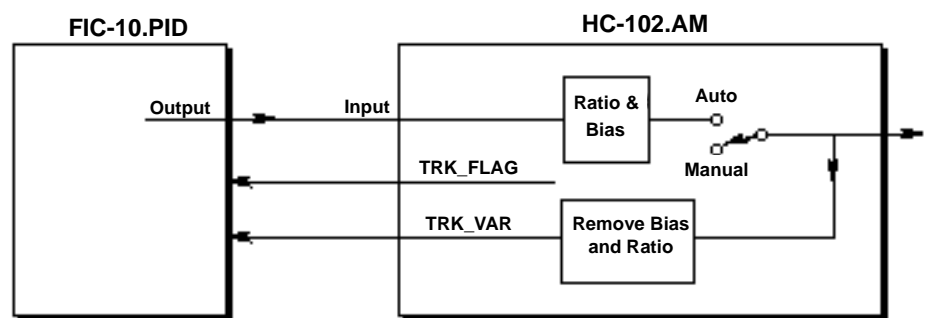 FIC-10.PID
HC-102.AM
Output
Input
Ratio &
Bias
Auto
Manual
TRK_FLAG
TRK_VAR
Remove Bias
and Ratio